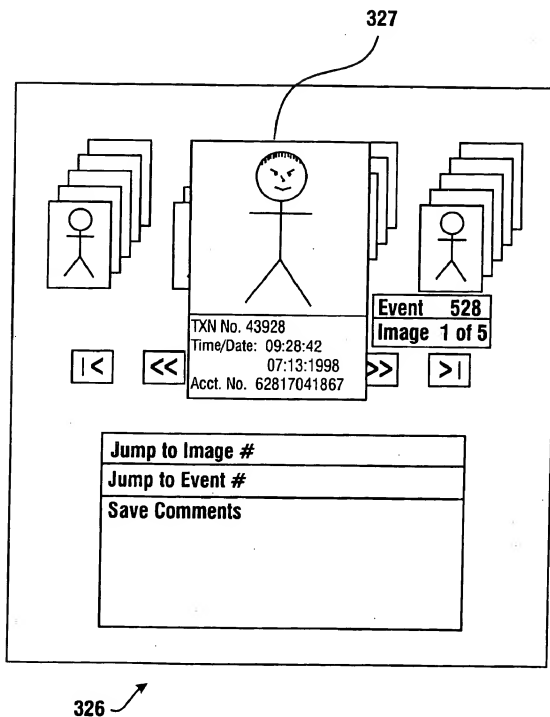 327
Event 528
Image 1 of 5
TXN No. 43928
Time/Date: 09:28:42
07:13:1998
Acct. No. 62817041867
|< << >> >|
Jump to Image #
Jump to Event #
Save Comments
326